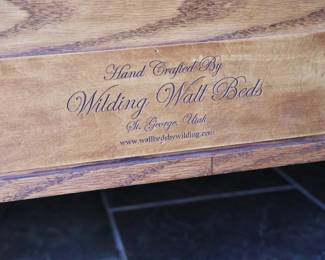 Hand Crafted By
Wilding Wall Beds
St. George, Utah
www.wallbedsbywilding.com